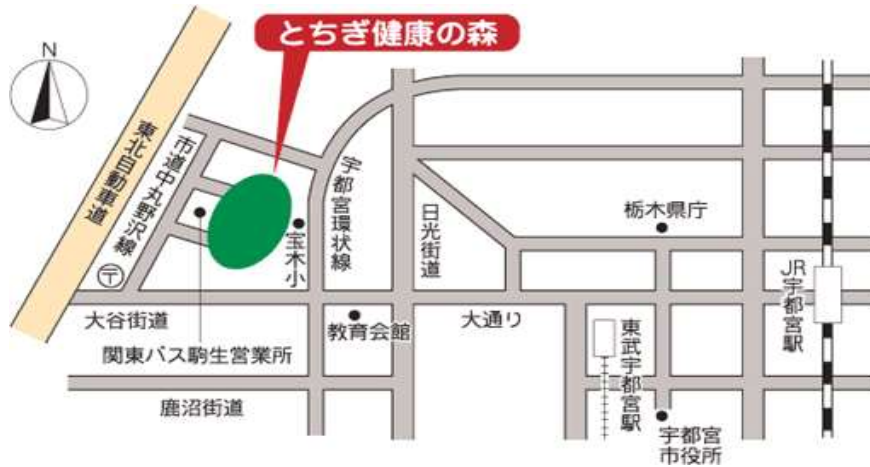 とちぎ健康の森
N
東北自動車道
市道中丸野沢線
宇都宮環状線
宝木小
日光街道
栃木県庁
JR宇都宮駅
〒
大谷街道
教育会館
大通り
関東バス駒生営業所
東武宇都宮駅
鹿沼街道
宇都宮
市役所